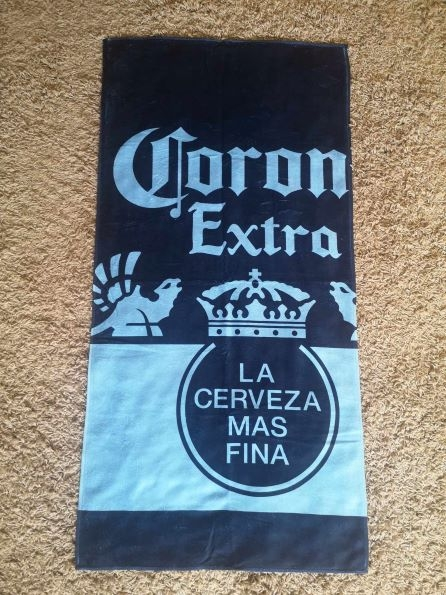 Coron
Extra
LA
CERVEZA
MAS
FINA